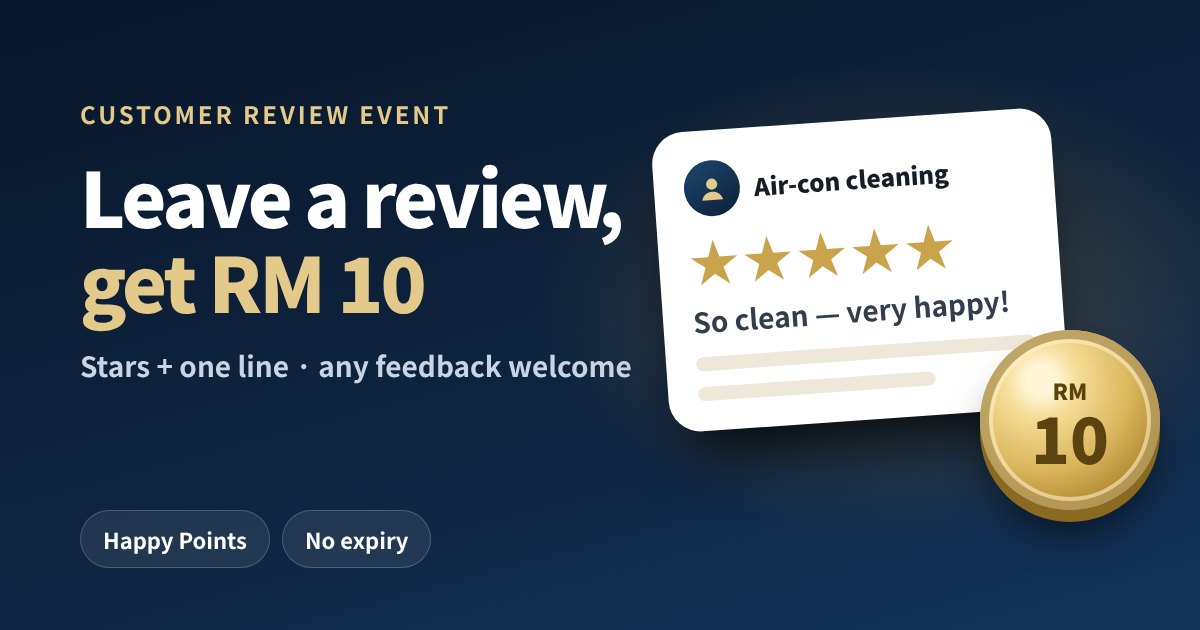 CUSTOMER REVIEW EVENT
Leave a review,
get RM 10
Stars + one line · any feedback welcome
Happy Points
No expiry
Air-con cleaning
★★★★★
So clean — very happy!
RM
10